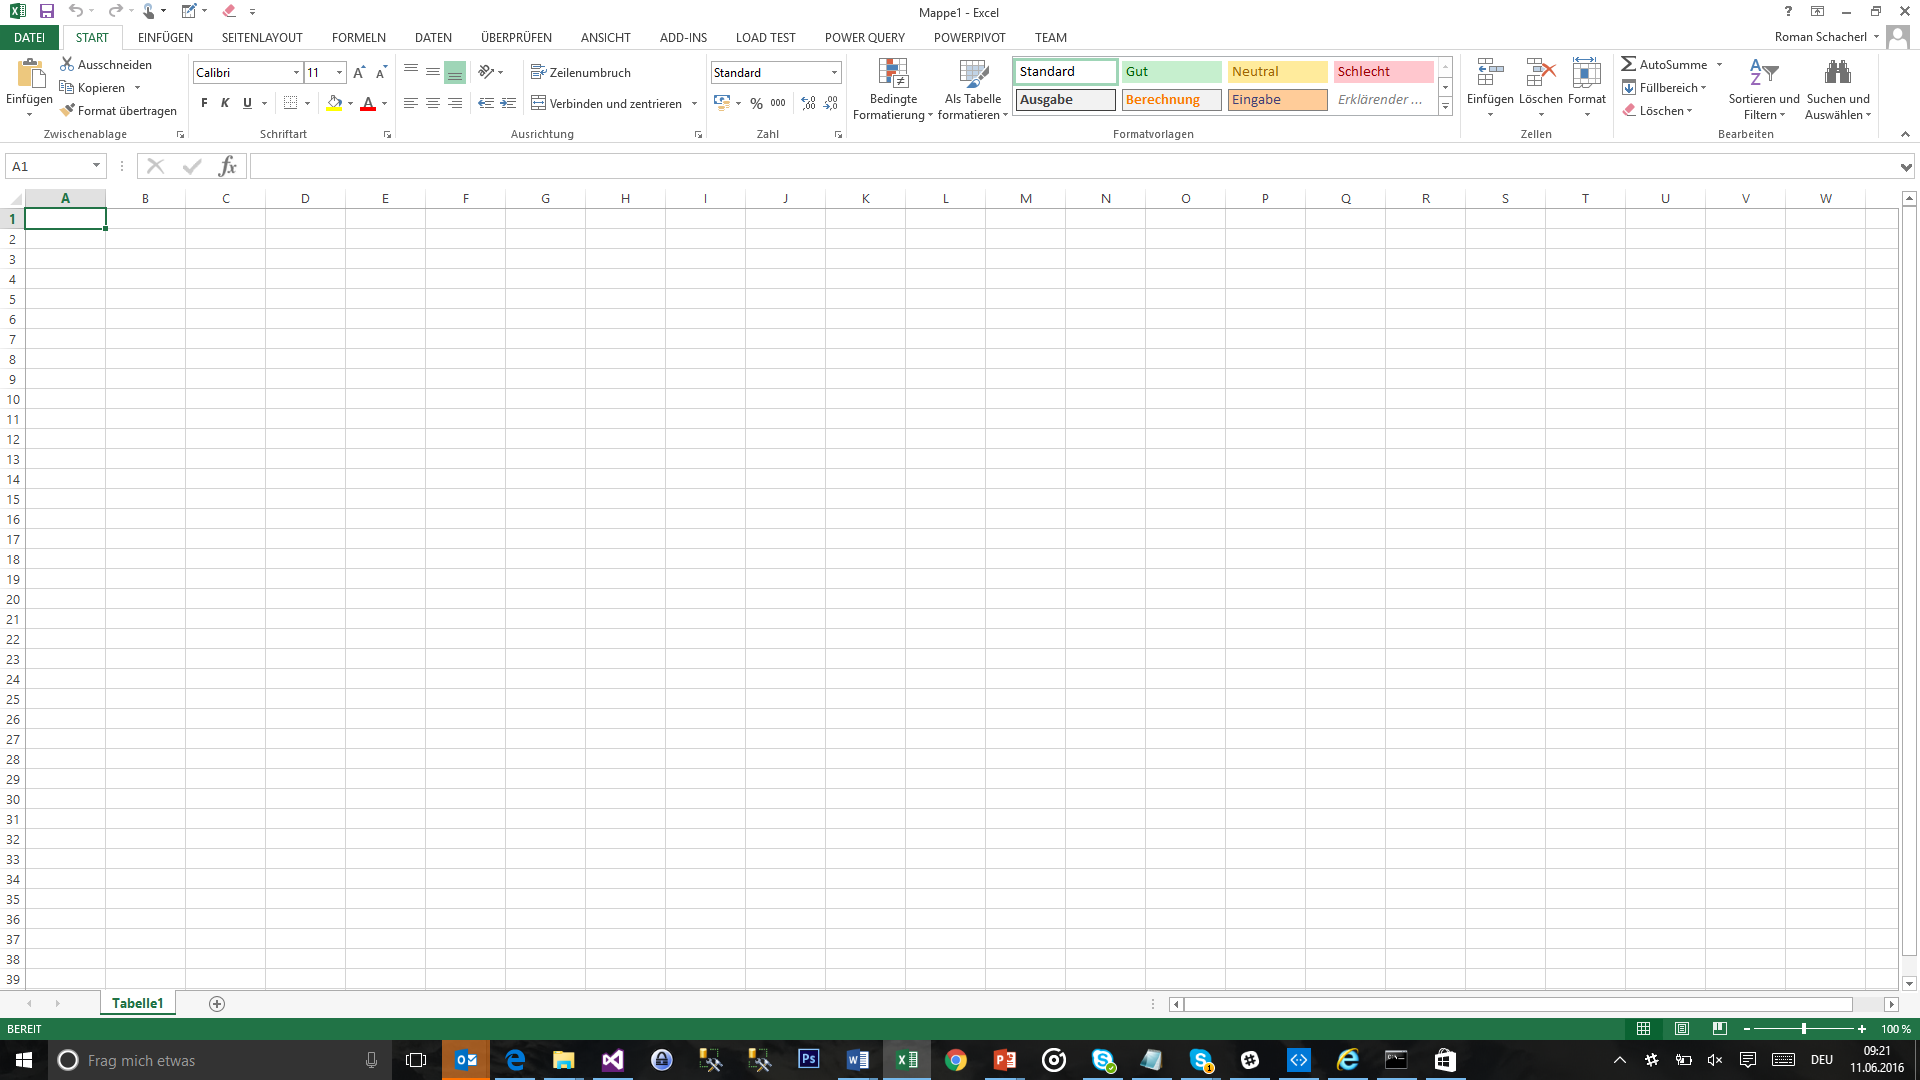 Mappe1 - Excel
?
DATEI START EINFÜGEN SEITENLAYOUT FORMELN DATEN ÜBERPRÜFEN ANSICHT ADD-INS LOAD TEST POWER QUERY POWERPIVOT TEAM Roman Schacherl
Einfügen
Ausschneiden
Kopieren
Format übertragen
Zwischenablage
Calibri 11
F K U
Schriftart
Zeilenumbruch
Verbinden und zentrieren
Ausrichtung
Standard
% 000
Zahl
Bedingte
Formatierung
Als Tabelle
formatieren
Standard Gut Neutral Schlecht
Ausgabe Berechnung Eingabe Erklärender ...
Formatvorlagen
Einfügen Löschen Format
Zellen
AutoSumme
Füllbereich
Löschen
Sortieren und
Filtern
Suchen und
Auswählen
Bearbeiten
A1 fx
A B C D E F G H I J K L M N O P Q R S T U V W
1
2
3
4
5
6
7
8
9
10
11
12
13
14
15
16
17
18
19
20
21
22
23
24
25
26
27
28
29
30
31
32
33
34
35
36
37
38
39
Tabelle1
BEREIT 100 %
Frag mich etwas
DEU
09:21
11.06.2016